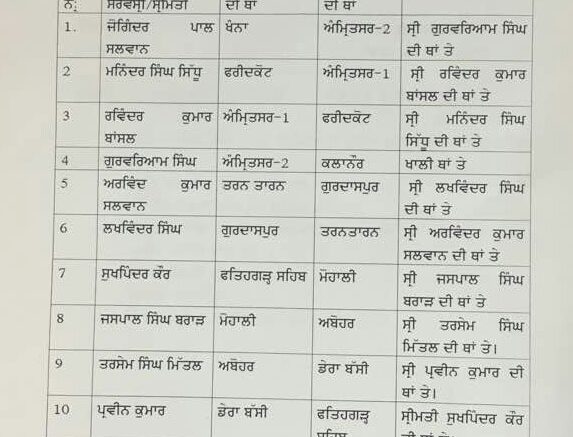 ਨੰ: ਸਰਵਸ਼੍ਰੀ/ਸ਼੍ਰੀਮਤੀ ਦੀ ਥਾਂ ਦੀ ਥਾਂ
1. ਜੋਗਿੰਦਰ ਪਾਲ ਖੰਨਾ ਅੰਮ੍ਰਿਤਸਰ-2 ਸ੍ਰੀ ਗੁਰਵਰਿਆਮ ਸਿੰਘ
ਸਲਵਾਨ ਦੀ ਥਾਂ ਤੇ
2 ਮਨਿੰਦਰ ਸਿੰਘ ਸਿੱਧੂ ਫਰੀਦਕੋਟ ਅੰਮ੍ਰਿਤਸਰ-1 ਸ੍ਰੀ ਰਵਿੰਦਰ ਕੁਮਾਰ
ਬਾਂਸਲ ਦੀ ਥਾਂ ਤੇ
3 ਰਵਿੰਦਰ ਕੁਮਾਰ ਅੰਮ੍ਰਿਤਸਰ-1 ਫਰੀਦਕੋਟ ਸ੍ਰੀ ਮਨਿੰਦਰ ਸਿੰਘ
ਬਾਂਸਲ ਸਿੱਧੂ ਦੀ ਥਾਂ ਤੇ
4 ਗੁਰਵਰਿਆਮ ਸਿੰਘ ਅੰਮ੍ਰਿਤਸਰ-2 ਕਲਾਨੌਰ ਖਾਲੀ ਥਾਂ ਤੇ
5 ਅਰਵਿੰਦ ਕੁਮਾਰ ਤਰਨ ਤਾਰਨ ਗੁਰਦਾਸਪੁਰ ਸ੍ਰੀ ਲਖਵਿੰਦਰ ਸਿੰਘ
ਸਲਵਾਨ ਦੀ ਥਾਂ ਤੇ
6 ਲਖਵਿੰਦਰ ਸਿੰਘ ਗੁਰਦਾਸਪੁਰ ਤਰਨਤਾਰਨ ਸ੍ਰੀ ਅਰਵਿੰਦਰ ਕੁਮਾਰ
ਸਲਵਾਨ ਦੀ ਥਾਂ ਤੇ
7 ਸੁਖਪਿੰਦਰ ਕੌਰ ਫਤਿਹਗੜ੍ਹ ਸਹਿਬ ਮੋਹਾਲੀ ਸ੍ਰੀ ਜਸਪਾਲ ਸਿੰਘ
ਬਰਾੜ ਦੀ ਥਾਂ ਤੇ
8 ਜਸਪਾਲ ਸਿੰਘ ਬਰਾੜ ਮੋਹਾਲੀ ਅਬੋਹਰ ਸ੍ਰੀ ਤਰਸੇਮ ਸਿੰਘ
ਮਿੱਤਲ ਦੀ ਥਾਂ ਤੇ।
9 ਤਰਸੇਮ ਸਿੰਘ ਮਿੱਤਲ ਅਬੋਹਰ ਡੇਰਾ ਬੱਸੀ ਸ੍ਰੀ ਪ੍ਰਵੀਨ ਕੁਮਾਰ ਦੀ
ਥਾਂ ਤੇ।
10 ਪ੍ਰਵੀਨ ਕੁਮਾਰ ਡੇਰਾ ਬੱਸੀ ਫਤਿਹਗੜ੍ਹ ਸ੍ਰੀਮਤੀ ਸੁਖਪਿੰਦਰ ਕੌਰ
ਸਹਿਬ ਦੀ ਥਾਂ ਤੇ।